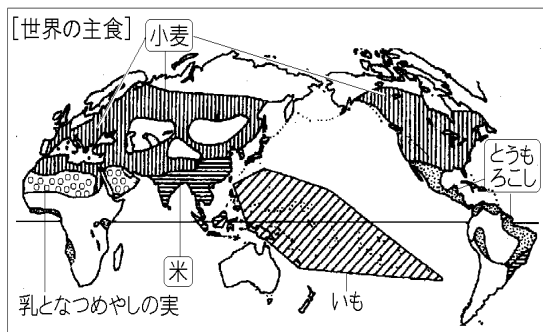 [世界の主食]
小麦
とうも
ろこし
米
乳となつめやしの実
いも